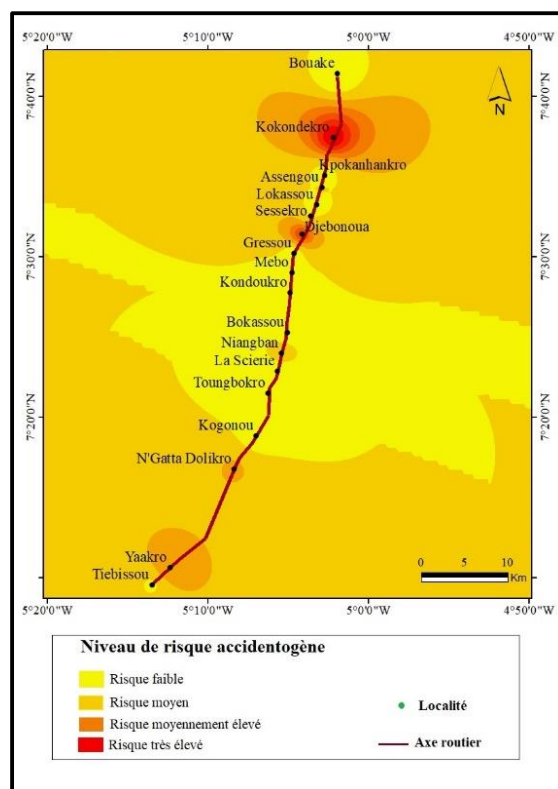 5°20'0"W 5°10'0"W 5°0'0"W 4°50'0"W
Bouake
7°40'0"N 7°40'0"N
N
Kokondekro
Kpokanhankro
Assengou
Lokassou
Sessekro
Djebonoua
Gressou
7°30'0"N 7°30'0"N
Mebo
Kondoukro
Bokassou
Niangban
La Scierie
Toungbokro
7°20'0"N 7°20'0"N
Kogonou
N'Gatta Dolikro
Yaakro
Tiebissou
0 5 10
Km
5°20'0"W 5°10'0"W 5°0'0"W 4°50'0"W
Niveau de risque accidentogène
Risque faible
Risque moyen
Risque moyennement élevé
Risque très élevé
Localité
Axe routier